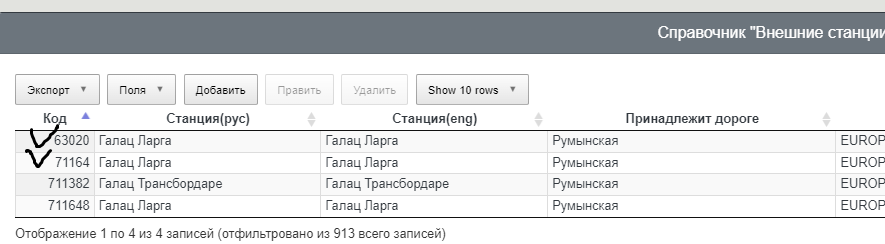 Справочник "Внешние станции
Экспорт Поля Добавить Править Удалить Show 10 rows
Код Станция(рус) Станция(eng) Принадлежит дороге
63020 Галац Ларга Галац Ларга Румынская EUROP
71164 Галац Ларга Галац Ларга Румынская EUROP
711382 Галац Трансбордаре Галац Трансбордаре Румынская EUROP
711648 Галац Ларга Галац Ларга Румынская EUROP
Отображение 1 по 4 из 4 записей (отфильтровано из 913 всего записей)